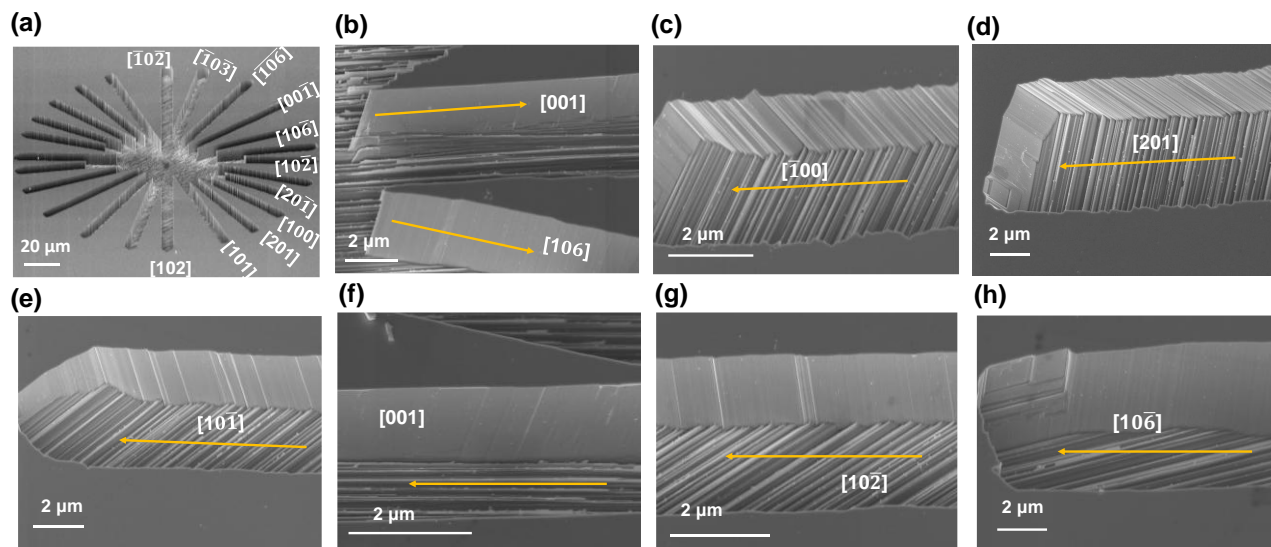 (a)
[1̅02̅]
[1̅03̅]
[1̅06̅]
[001̅]
[106̅]
[102̅]
[201̅]
[100]
[201]
[101]
[102]
20 µm
(b)
[001]
[106]
2 µm
(c)
[1̅00]
2 µm
(d)
[201]
2 µm
(e)
[101̅]
2 µm
(f)
[001]
2 µm
(g)
[102̅]
2 µm
(h)
[106̅]
2 µm